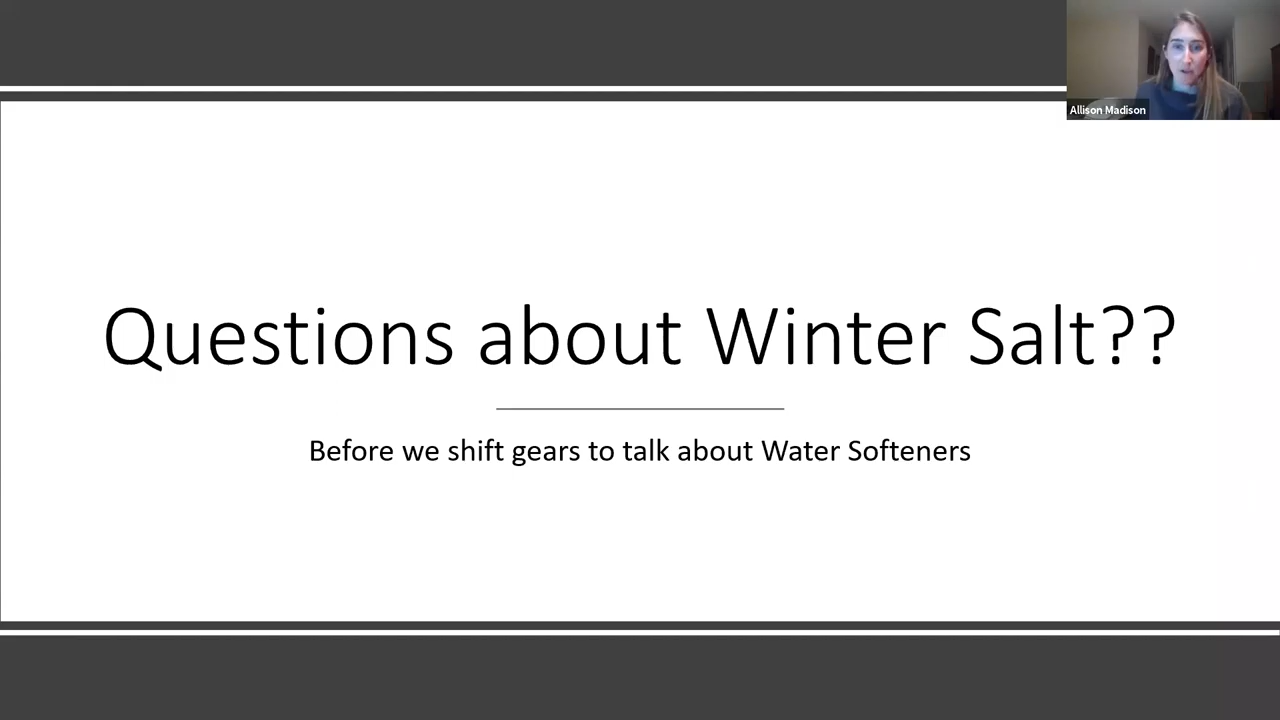 Allison Madison
Questions about Winter Salt??
Before we shift gears to talk about Water Softeners